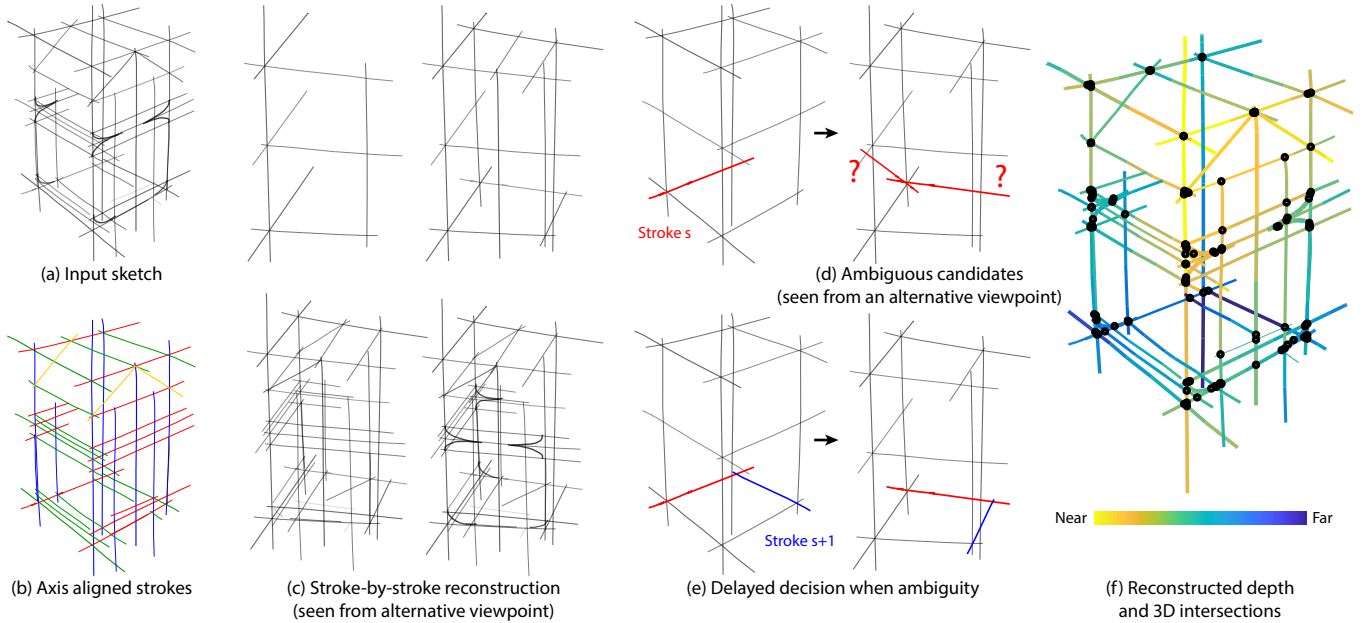 (a) Input sketch
(b) Axis aligned strokes
(c) Stroke-by-stroke reconstruction
(seen from alternative viewpoint)
Stroke s
?
?
(d) Ambiguous candidates
(seen from an alternative viewpoint)
Stroke s+1
(e) Delayed decision when ambiguity
Near
Far
(f) Reconstructed depth
and 3D intersections